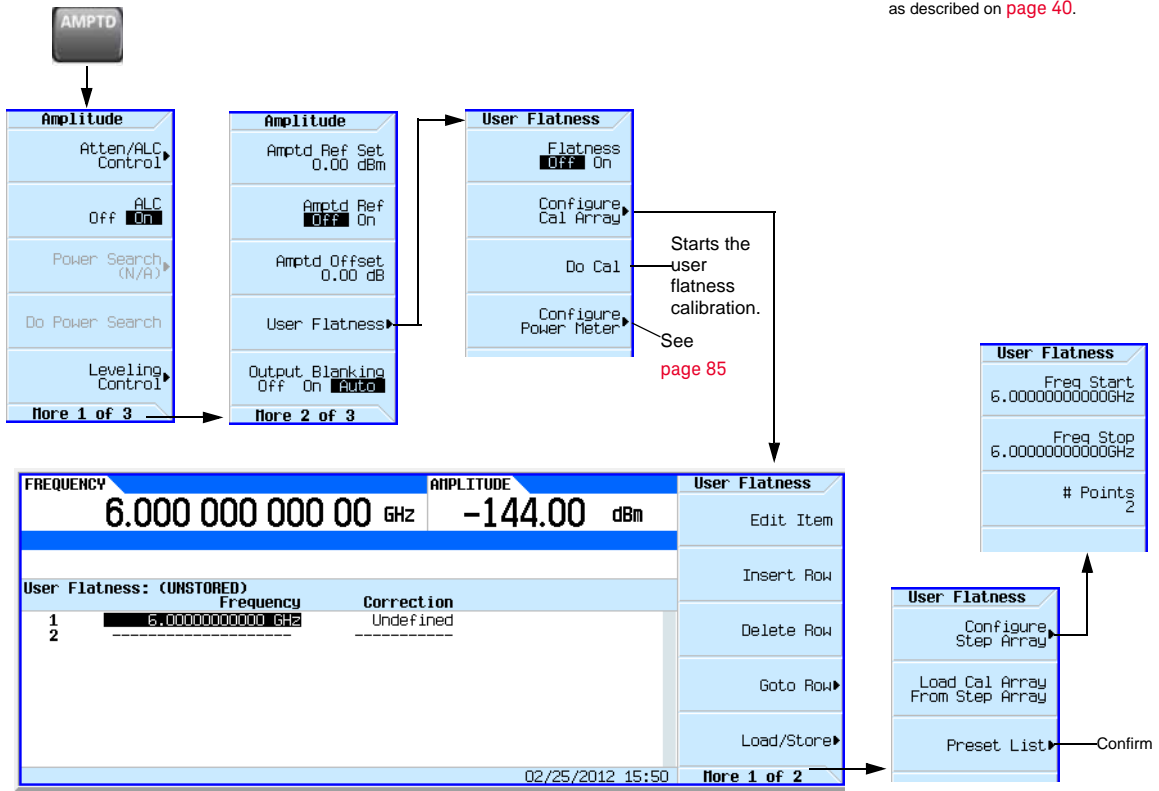 as described on page 40.
AMPTD
Amplitude
Atten/ALC
Control
ALC
Off On
Power Search
(N/A)
Do Power Search
Leveling
Control
More 1 of 3
Amplitude
Amptd Ref Set
0.00 dBm
Amptd Ref
Off On
Amptd Offset
0.00 dB
User Flatness
Output Blanking
Off On Auto
More 2 of 3
User Flatness
Flatness
Off On
Configure
Cal Array
Do Cal
Configure
Power Meter
Starts the
user
flatness
calibration.
See
page 85
FREQUENCY
6.000 000 000 00 GHz
AMPLITUDE
-144.00 dBm
User Flatness: (UNSTORED)
Frequency Correction
1 6.00000000000 GHz Undefined
2 -------------------- -----------
02/25/2012 15:50
User Flatness
Edit Item
Insert Row
Delete Row
Goto Row
Load/Store
More 1 of 2
User Flatness
Configure
Step Array
Load Cal Array
From Step Array
Preset List
Confirm
User Flatness
Freq Start
6.00000000000GHz
Freq Stop
6.00000000000GHz
# Points
2